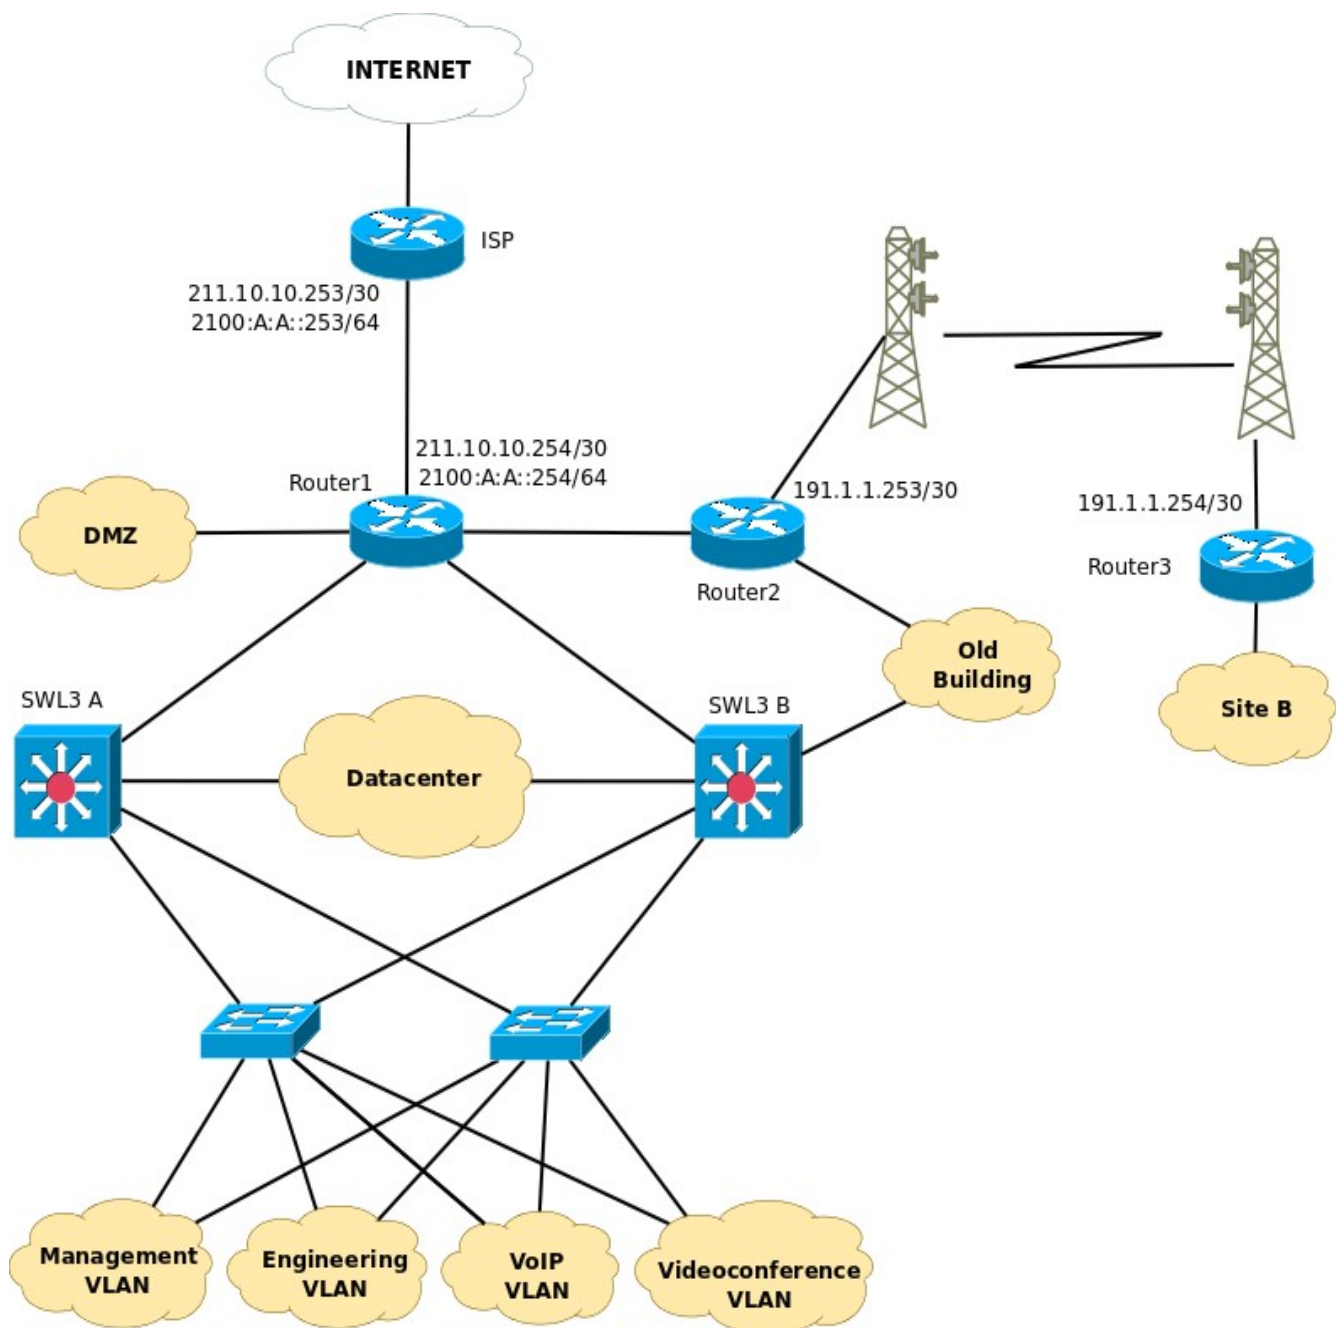 INTERNET
ISP
211.10.10.253/30
2100:A:A::253/64
211.10.10.254/30
2100:A:A::254/64
Router1
191.1.1.253/30
191.1.1.254/30
DMZ
Router2
Router3
Old
Building
SWL3 A
SWL3 B
Site B
Datacenter
Management
VLAN
Engineering
VLAN
VoIP
VLAN
Videoconference
VLAN